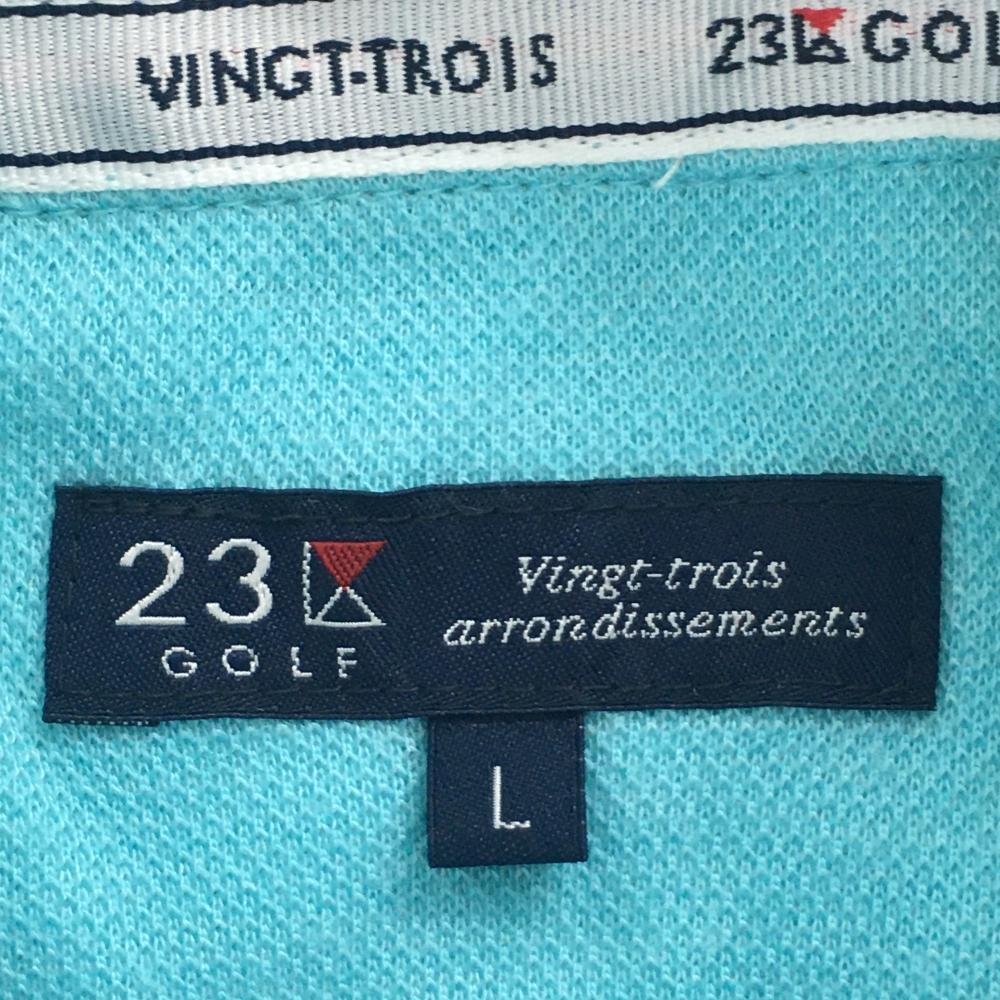 VINGT-TROIS 23 GOL
23
GOLF
Vingt-trois
arrondissements
L